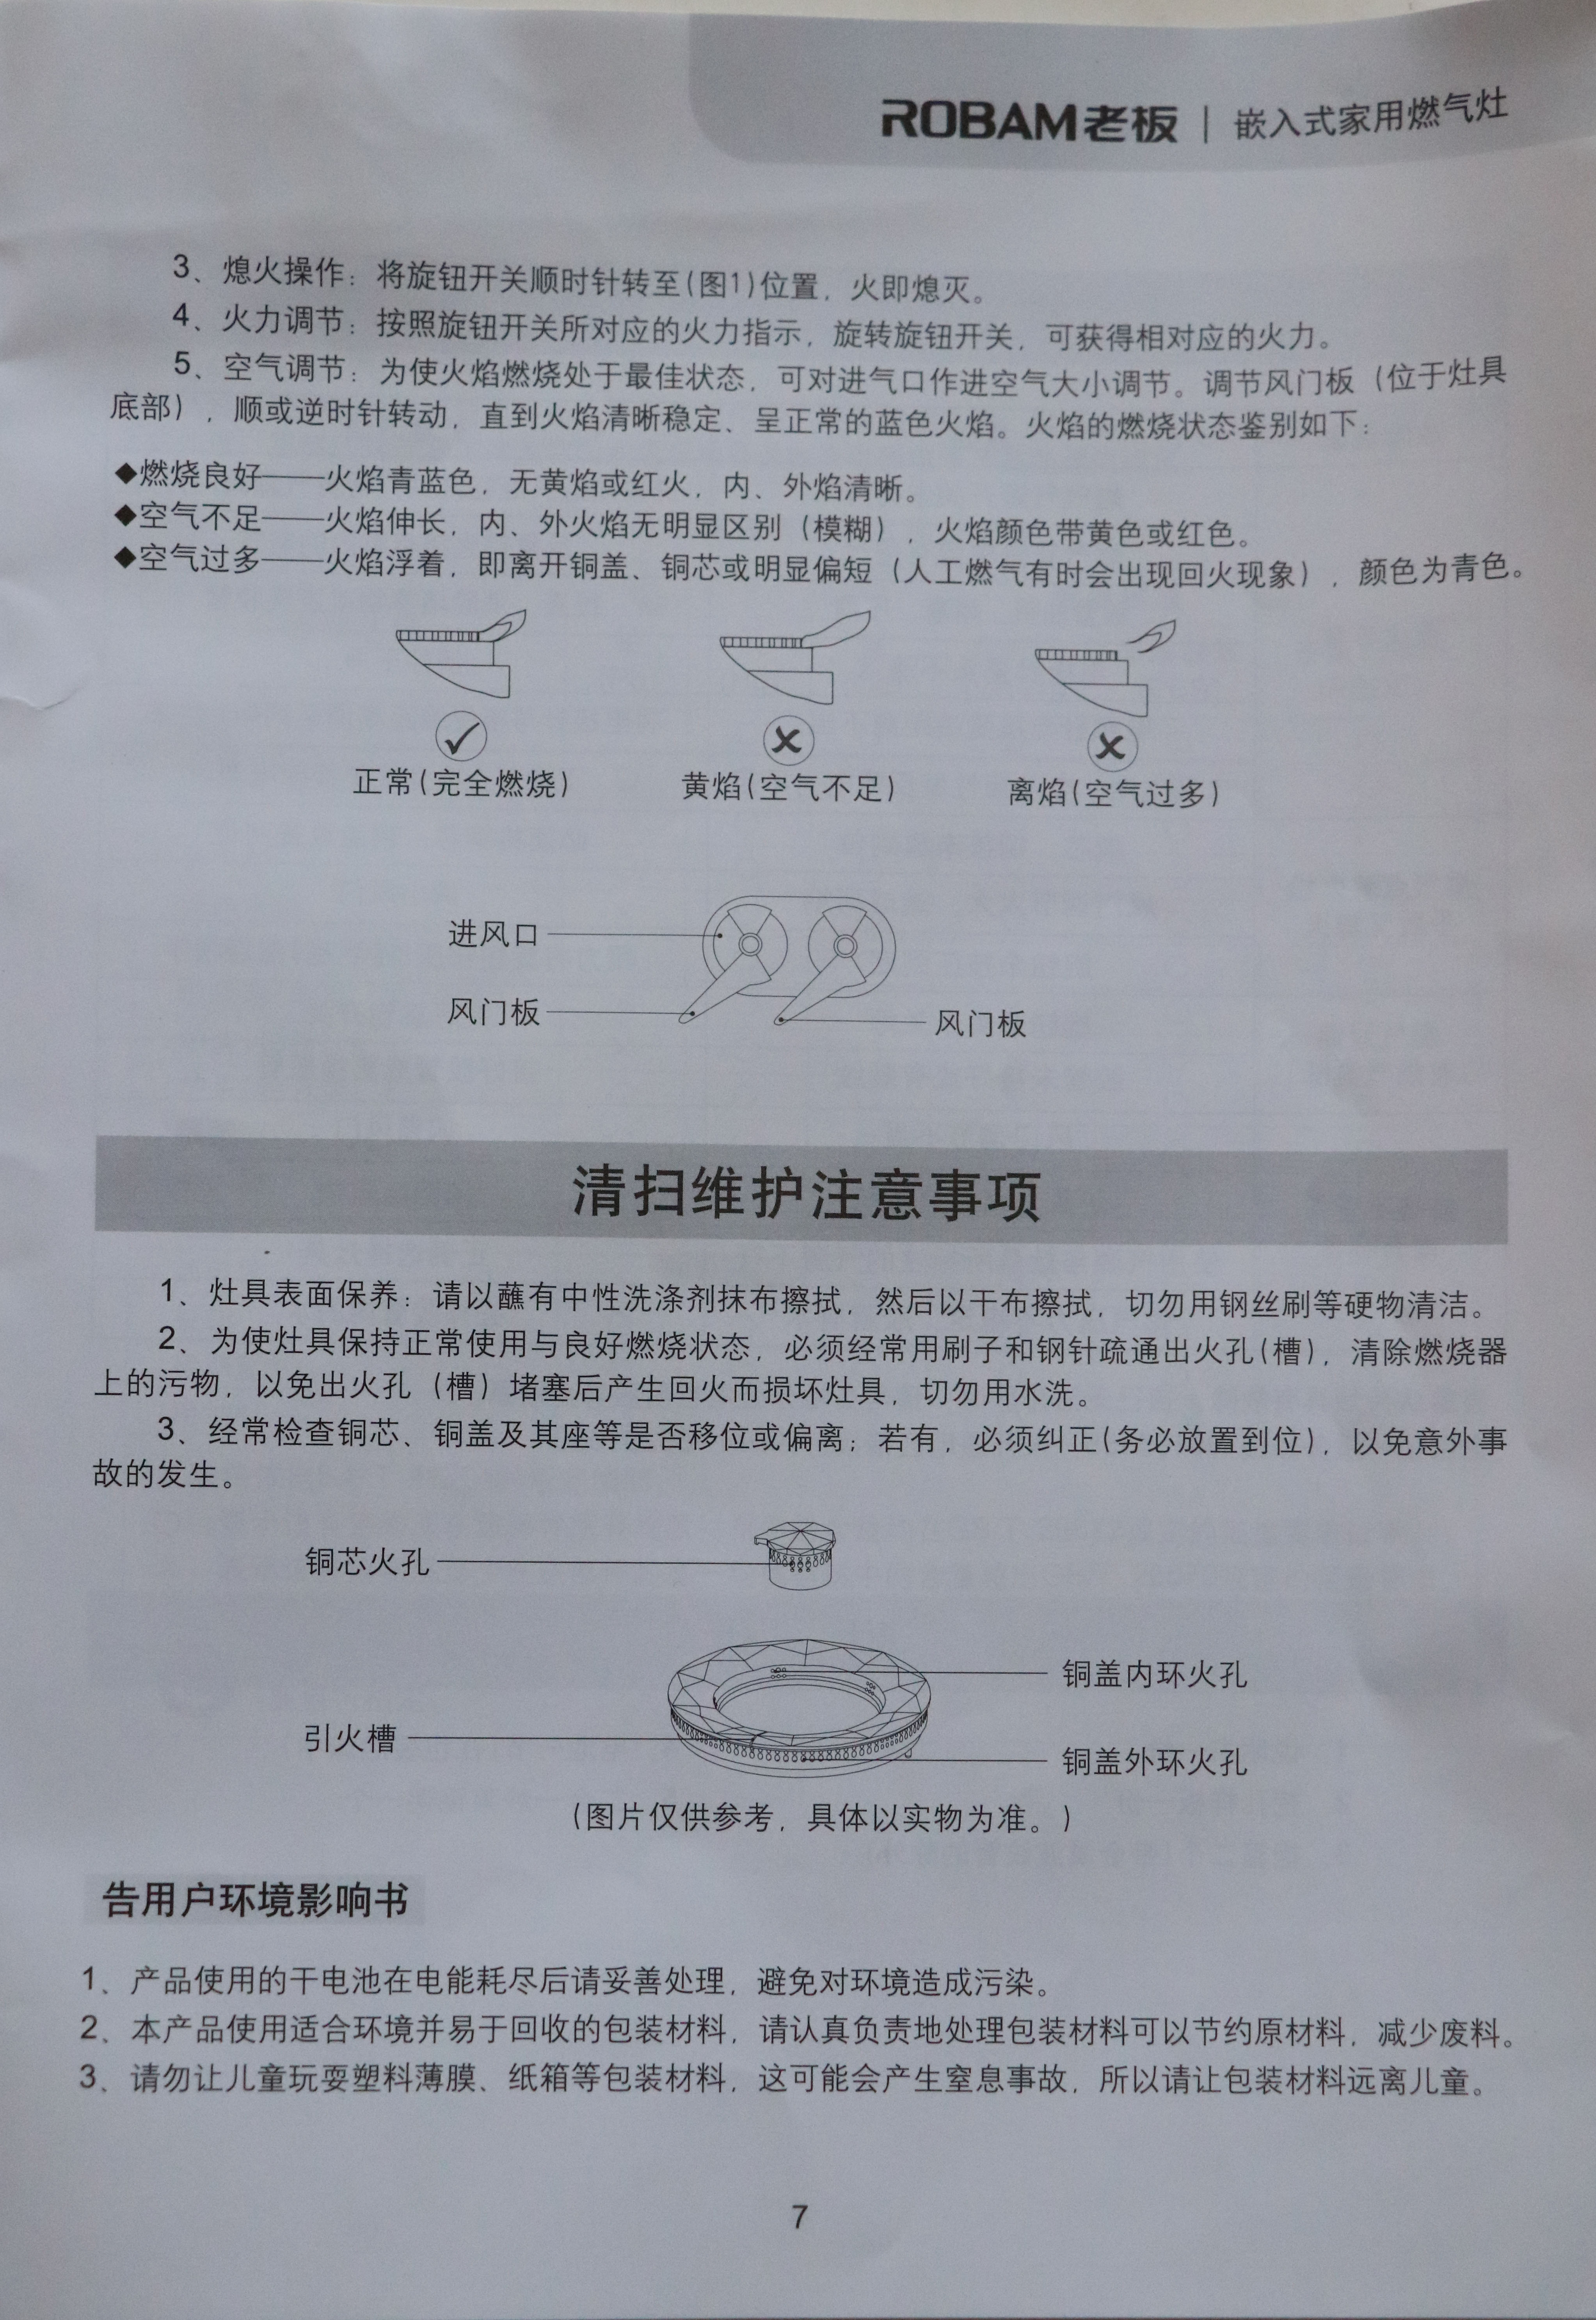 ROBAM老板 | 嵌入式家用燃气灶
3、熄火操作：将旋钮开关顺时针转至(图1)位置，火即熄灭。
4、火力调节：按照旋钮开关所对应的火力指示，旋转旋钮开关，可获得相对应的火力。
5、空气调节：为使火焰燃烧处于最佳状态，可对进气口作进空气大小调节。调节风门板（位于灶具
底部），顺或逆时针转动，直到火焰清晰稳定、呈正常的蓝色火焰。火焰的燃烧状态鉴别如下：
◆燃烧良好——火焰青蓝色，无黄焰或红火，内、外焰清晰。
◆空气不足——火焰伸长，内、外火焰无明显区别（模糊），火焰颜色带黄色或红色。
◆空气过多——火焰浮着，即离开铜盖、铜芯或明显偏短（人工燃气有时会出现回火现象），颜色为青色。
正常(完全燃烧) 黄焰(空气不足) 离焰(空气过多)
进风口
风门板 风门板
清扫维护注意事项
1、灶具表面保养：请以蘸有中性洗涤剂抹布擦拭，然后以干布擦拭，切勿用钢丝刷等硬物清洁。
2、为使灶具保持正常使用与良好燃烧状态，必须经常用刷子和钢针疏通出火孔(槽)，清除燃烧器
上的污物，以免出火孔（槽）堵塞后产生回火而损坏灶具，切勿用水洗。
3、经常检查铜芯、铜盖及其座等是否移位或偏离；若有，必须纠正(务必放置到位)，以免意外事
故的发生。
铜芯火孔
铜盖内环火孔
引火槽
铜盖外环火孔
（图片仅供参考，具体以实物为准。）
告用户环境影响书
1、产品使用的干电池在电能耗尽后请妥善处理，避免对环境造成污染。
2、本产品使用适合环境并易于回收的包装材料，请认真负责地处理包装材料可以节约原材料，减少废料。
3、请勿让儿童玩耍塑料薄膜、纸箱等包装材料，这可能会产生窒息事故，所以请让包装材料远离儿童。
7